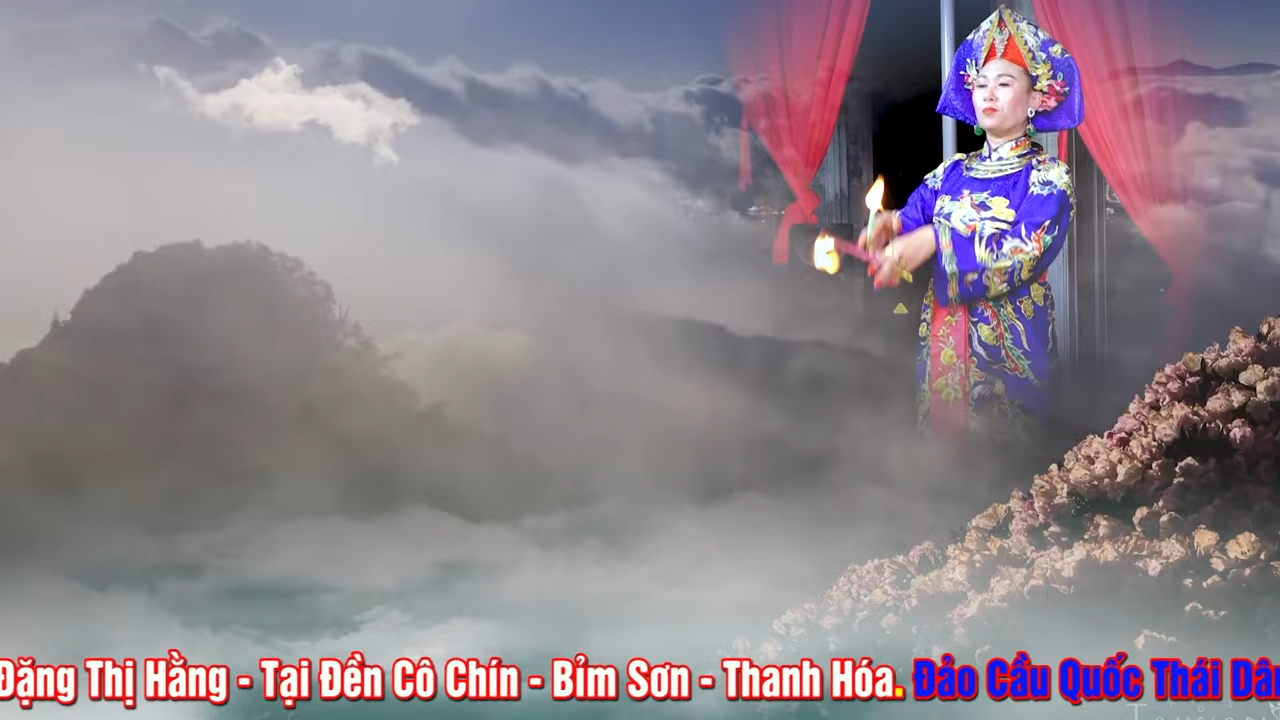 Đặng Thị Hằng - Tại Đền Cô Chín - Bỉm Sơn - Thanh Hóa. Đảo Cầu Quốc Thái Dân